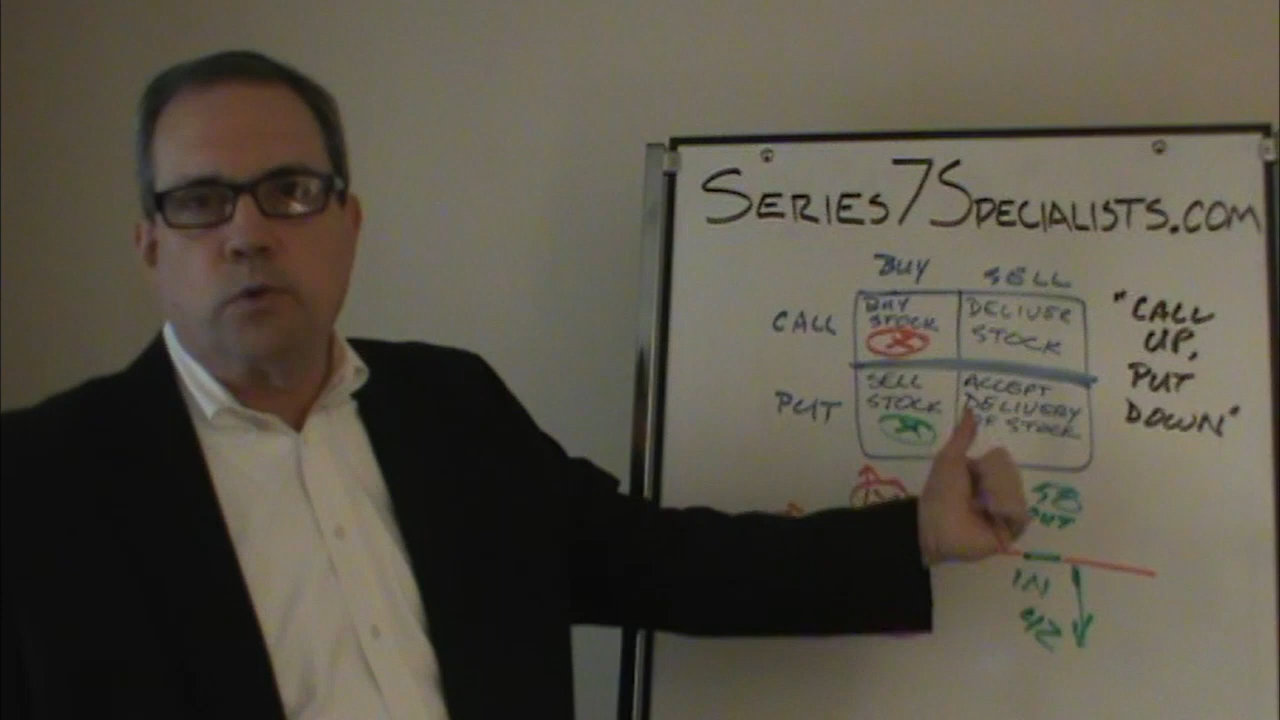 SERIES7SPECIALISTS.COM
BUY SELL
CALL BUY STOCK DELIVER STOCK
PUT SELL STOCK ACCEPT DELIVERY OF STOCK
"CALL
UP,
PUT
DOWN"
PUT
IN